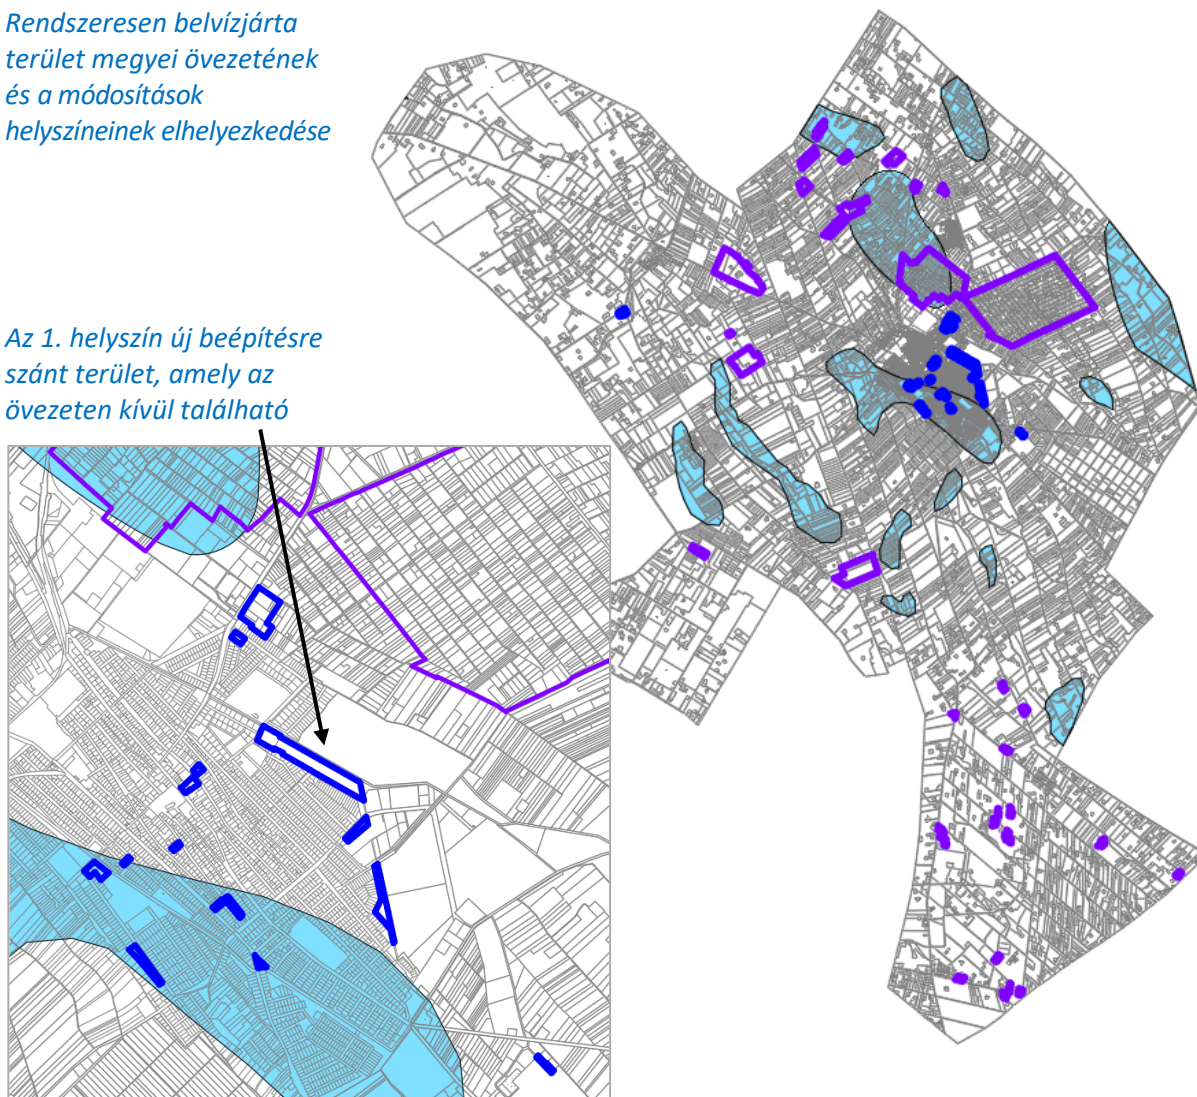 Rendszeresen belvízjárta
terület megyei övezetének
és a módosítások
helyszíneinek elhelyezkedése
Az 1. helyszín új beépítésre
szánt terület, amely az
övezeten kívül található